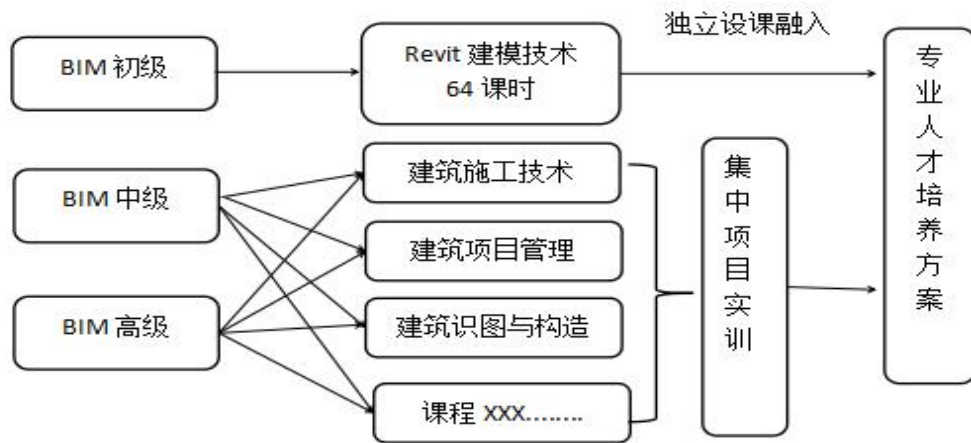 独立设课融入
BIM 初级
Revit 建模技术
64 课时
专业人才培养方案
建筑施工技术
集中项目实训
BIM 中级
建筑项目管理
BIM 高级
建筑识图与构造
课程 XXX........